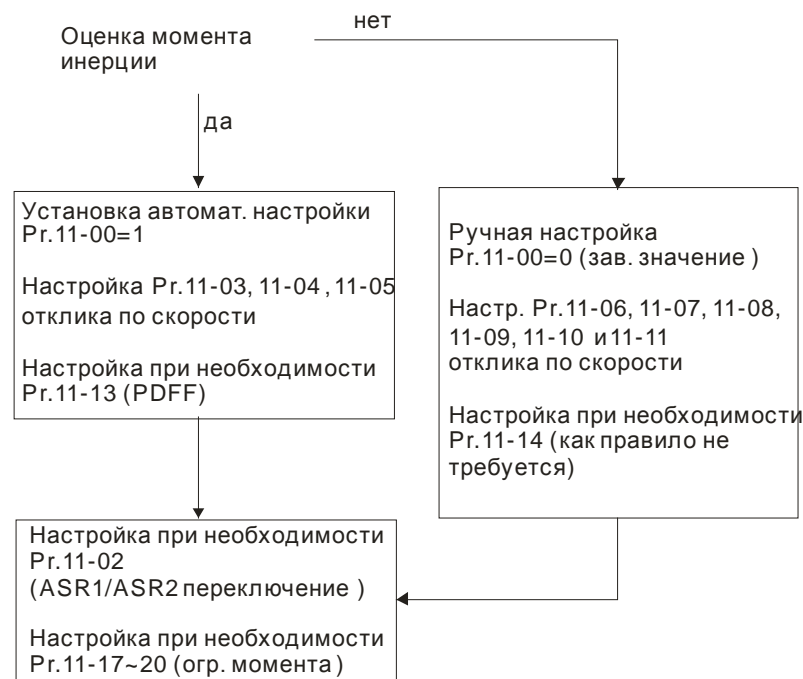 Оценка момента
инерции
нет
да
Установка автомат. настройки
Pr.11-00=1
Настройка Pr.11-03, 11-04 , 11-05
отклика по скорости
Настройка при необходимости
Pr.11-13 (PDFF)
Ручная настройка
Pr.11-00=0 (зав. значение )
Настр. Pr.11-06, 11-07, 11-08,
11-09, 11-10 и11-11
отклика по скорости
Настройка при необходимости
Pr.11-14 (как правило не
требуется)
Настройка при необходимости
Pr.11-02
(ASR1/ASR2 переключение )
Настройка при необходимости
Pr.11-17~20 (огр. момента )